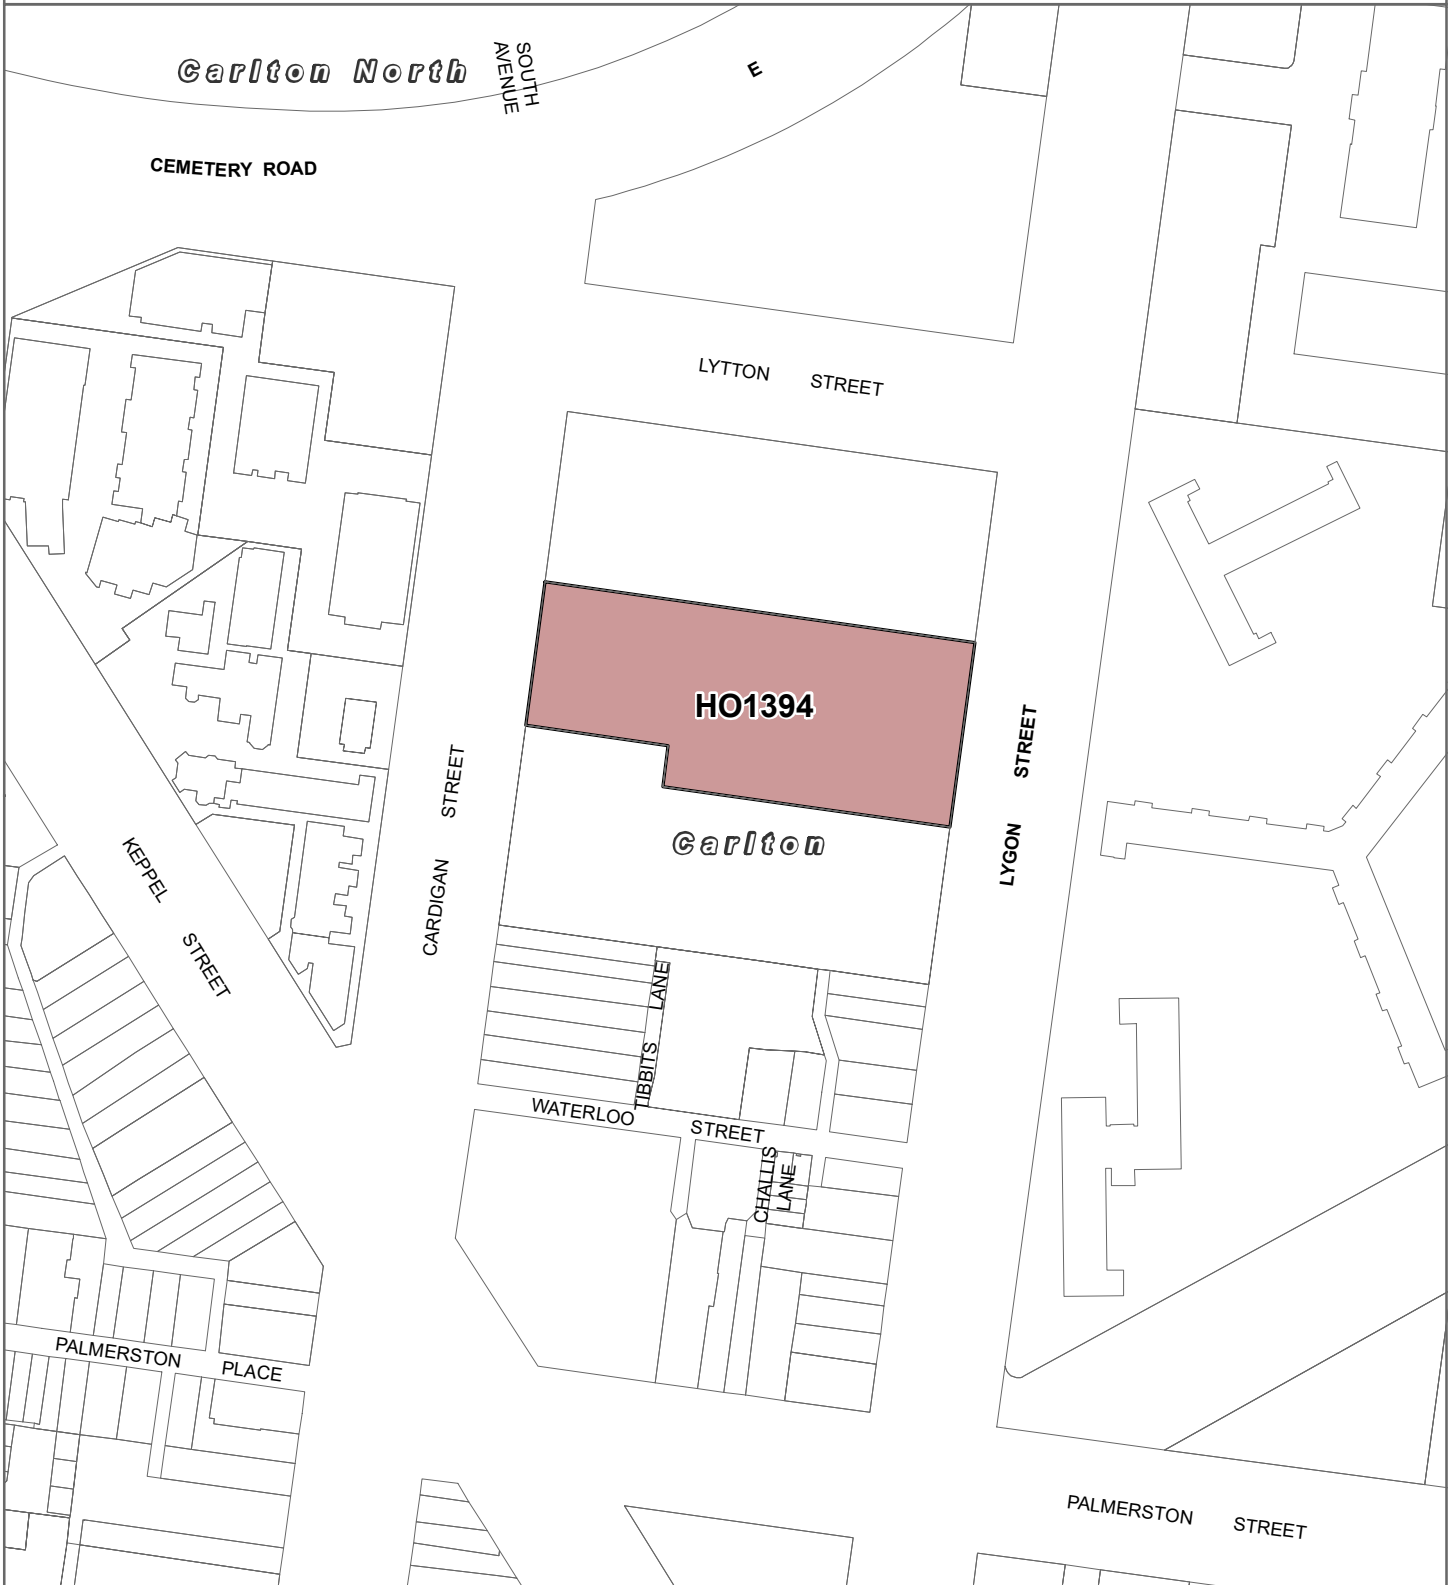 Carlton North
SOUTH
AVENUE
E
CEMETERY ROAD
LYTTON STREET
HO1394
CARDIGAN STREET
LYGON STREET
Carlton
KEPPEL STREET
TIBBITS LANE
WATERLOO STREET
CHALLIS
LANE
PALMERSTON PLACE
PALMERSTON STREET